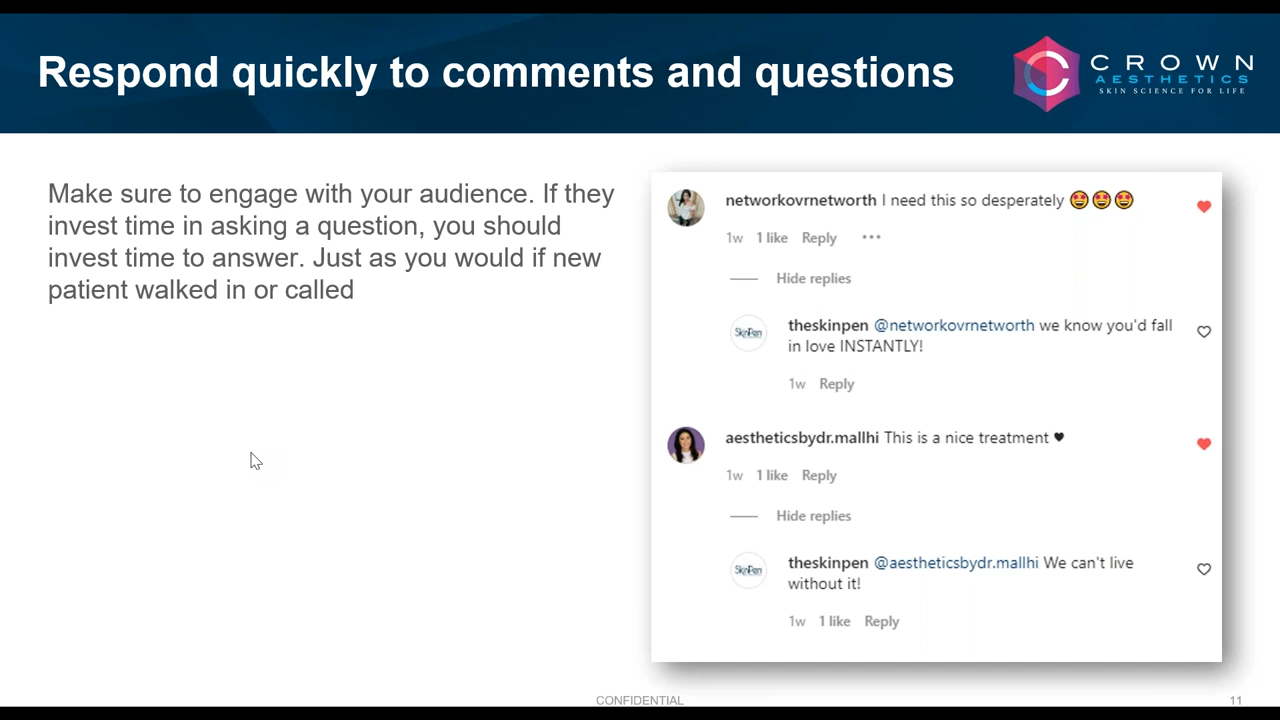 Respond quickly to comments and questions
CROWN
AESTHETICS
SKIN SCIENCE FOR LIFE
Make sure to engage with your audience. If they
invest time in asking a question, you should
invest time to answer. Just as you would if new
patient walked in or called
networkovrnetworth I need this so desperately 🤩🤩🤩
1w 1 like Reply •••
Hide replies
SkinPen
theskinpen @networkovrnetworth we know you'd fall
in love INSTANTLY!
1w Reply
aestheticsbydr.mallhi This is a nice treatment ♥
1w 1 like Reply
Hide replies
SkinPen
theskinpen @aestheticsbydr.mallhi We can't live
without it!
1w 1 like Reply
CONFIDENTIAL
11